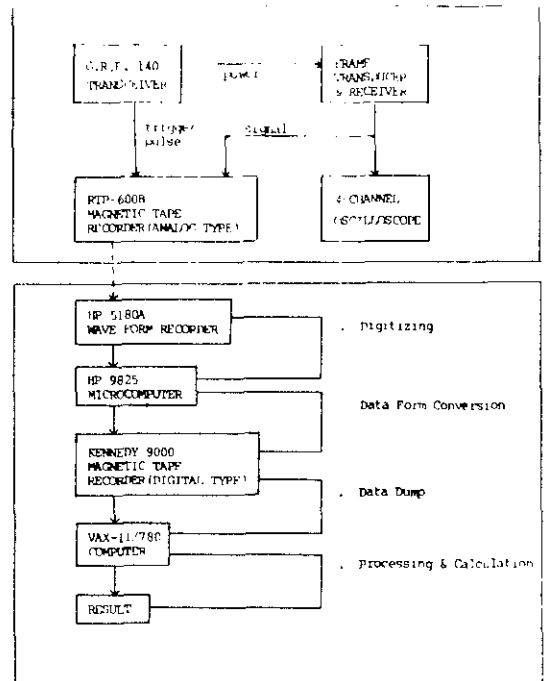 140
TRANSCEIVER
power
FRAME
TRANSDUCER
& RECEIVER
trigger
pulse
signal
RTP-600B
MAGNETIC TAPE
RECORDER(ANALOG TYPE)
4-CHANNEL
OSCILLOSCOPE
HP 5180A
WAVE FORM RECORDER
. Digitizing
HP 9825
MICROCOMPUTER
Data Form Conversion
KENNEDY 9000
MAGNETIC TAPE
RECORDER(DIGITAL TYPE)
. Data Dump
VAX-11/780
COMPUTER
. Processing & Calculation
RESULT